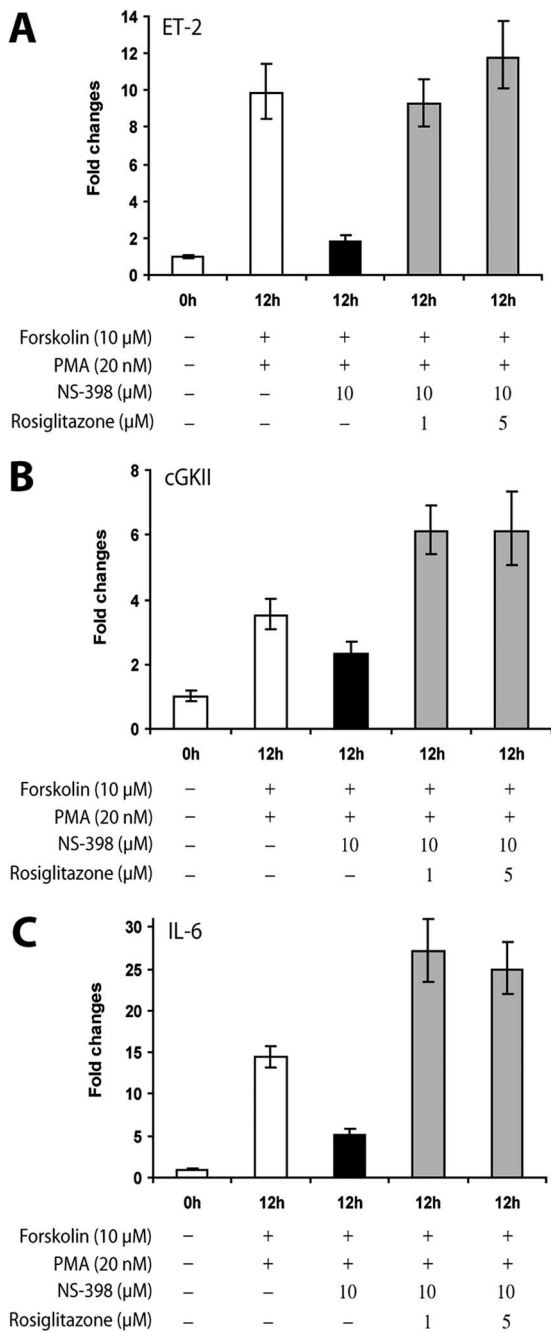 A
ET-2
Fold changes
14
12
10
8
6
4
2
0
0h 12h 12h 12h 12h
Forskolin (10 μM) – + + + +
PMA (20 nM) – + + + +
NS-398 (μM) – – 10 10 10
Rosiglitazone (μM) – – – 1 5
B
cGKII
Fold changes
8
6
4
2
0
0h 12h 12h 12h 12h
Forskolin (10 μM) – + + + +
PMA (20 nM) – + + + +
NS-398 (μM) – – 10 10 10
Rosiglitazone (μM) – – – 1 5
C
IL-6
Fold changes
30
25
20
15
10
5
0
0h 12h 12h 12h 12h
Forskolin (10 μM) – + + + +
PMA (20 nM) – + + + +
NS-398 (μM) – – 10 10 10
Rosiglitazone (μM) – – – 1 5